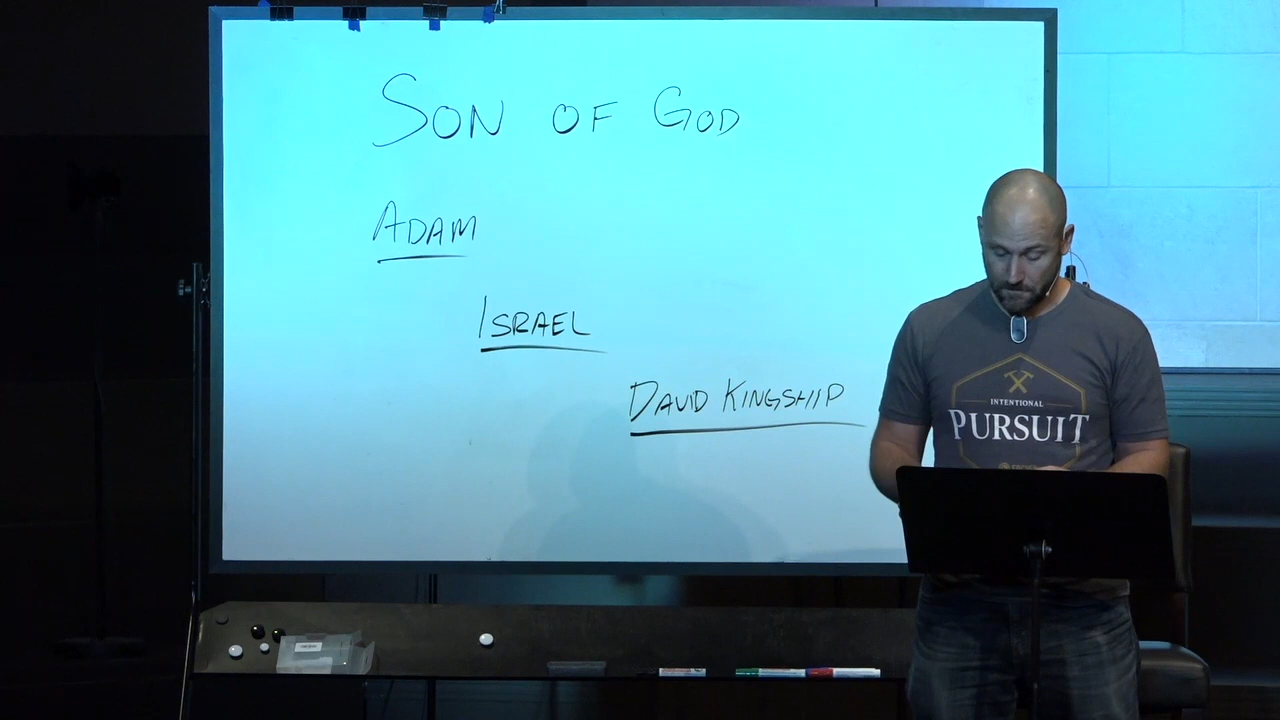 SON OF GOD
ADAM
ISRAEL
DAVID KINGSHIP
INTENTIONAL
PURSUIT